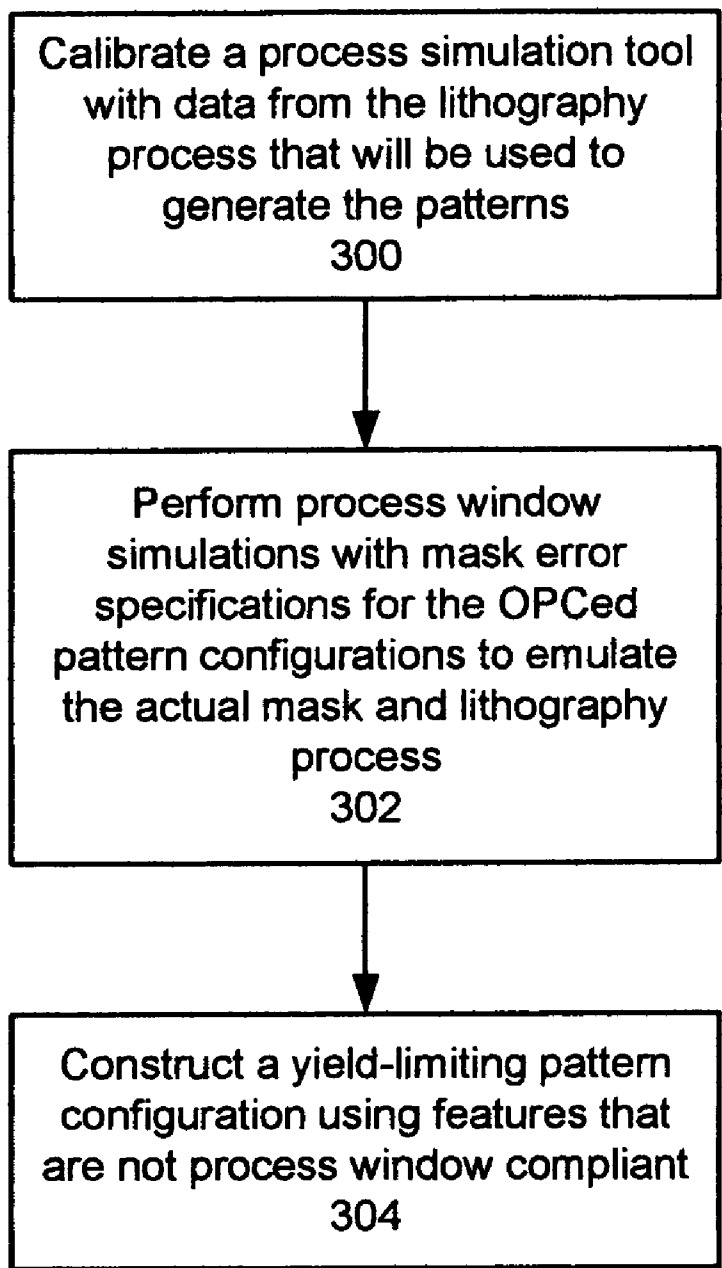 Calibrate a process simulation tool
with data from the lithography
process that will be used to
generate the patterns
300
Perform process window
simulations with mask error
specifications for the OPCed
pattern configurations to emulate
the actual mask and lithography
process
302
Construct a yield-limiting pattern
configuration using features that
are not process window compliant
304